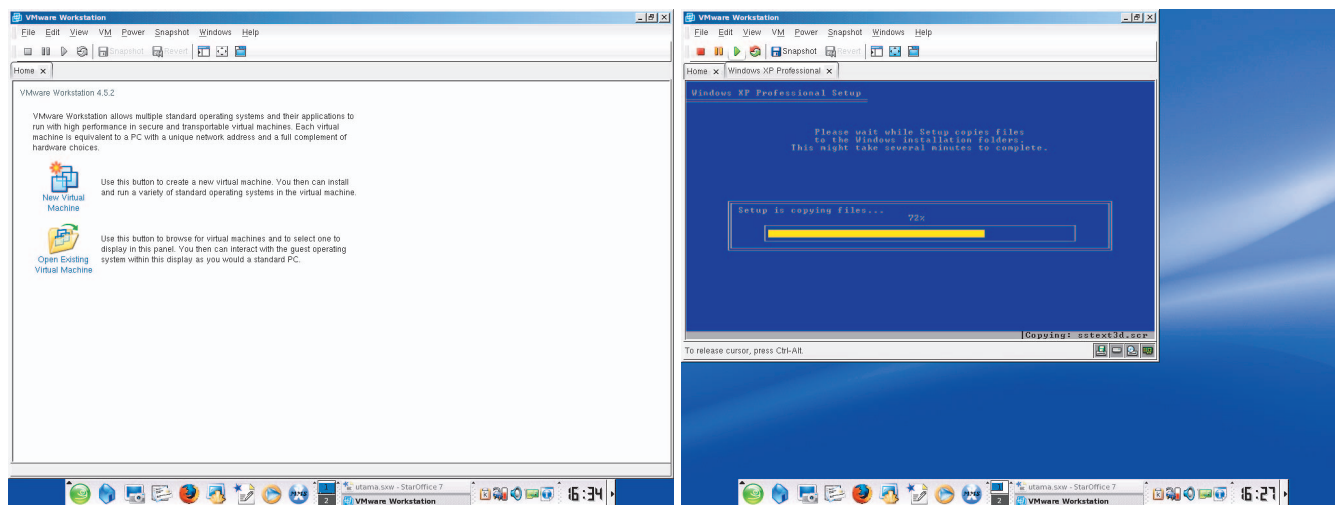 VMware Workstation
File Edit View VM Power Snapshot Windows Help
Snapshot Revert
Home
VMware Workstation 4.5.2
VMware Workstation allows multiple standard operating systems and their applications to
run with high performance in secure and transportable virtual machines. Each virtual
machine is equivalent to a PC with a unique network address and a full complement of
hardware choices.
New Virtual
Machine
Use this button to create a new virtual machine. You then can install
and run a variety of standard operating systems in the virtual machine.
Open Existing
Virtual Machine
Use this button to browse for virtual machines and to select one to
display in this panel. You then can interact with the guest operating
system within this display as you would a standard PC.
1
2
utama.sxw - StarOffice 7
VMware Workstation
16:34
VMware Workstation
File Edit View VM Power Snapshot Windows Help
Snapshot Revert
Home Windows XP Professional
Windows XP Professional Setup
Please wait while Setup copies files
to the Windows installation folders.
This might take several minutes to complete.
Setup is copying files...
72%
Copying: sstext3d.scr
To release cursor, press Ctrl-Alt.
2
utama.sxw - StarOffice 7
VMware Workstation
16:27